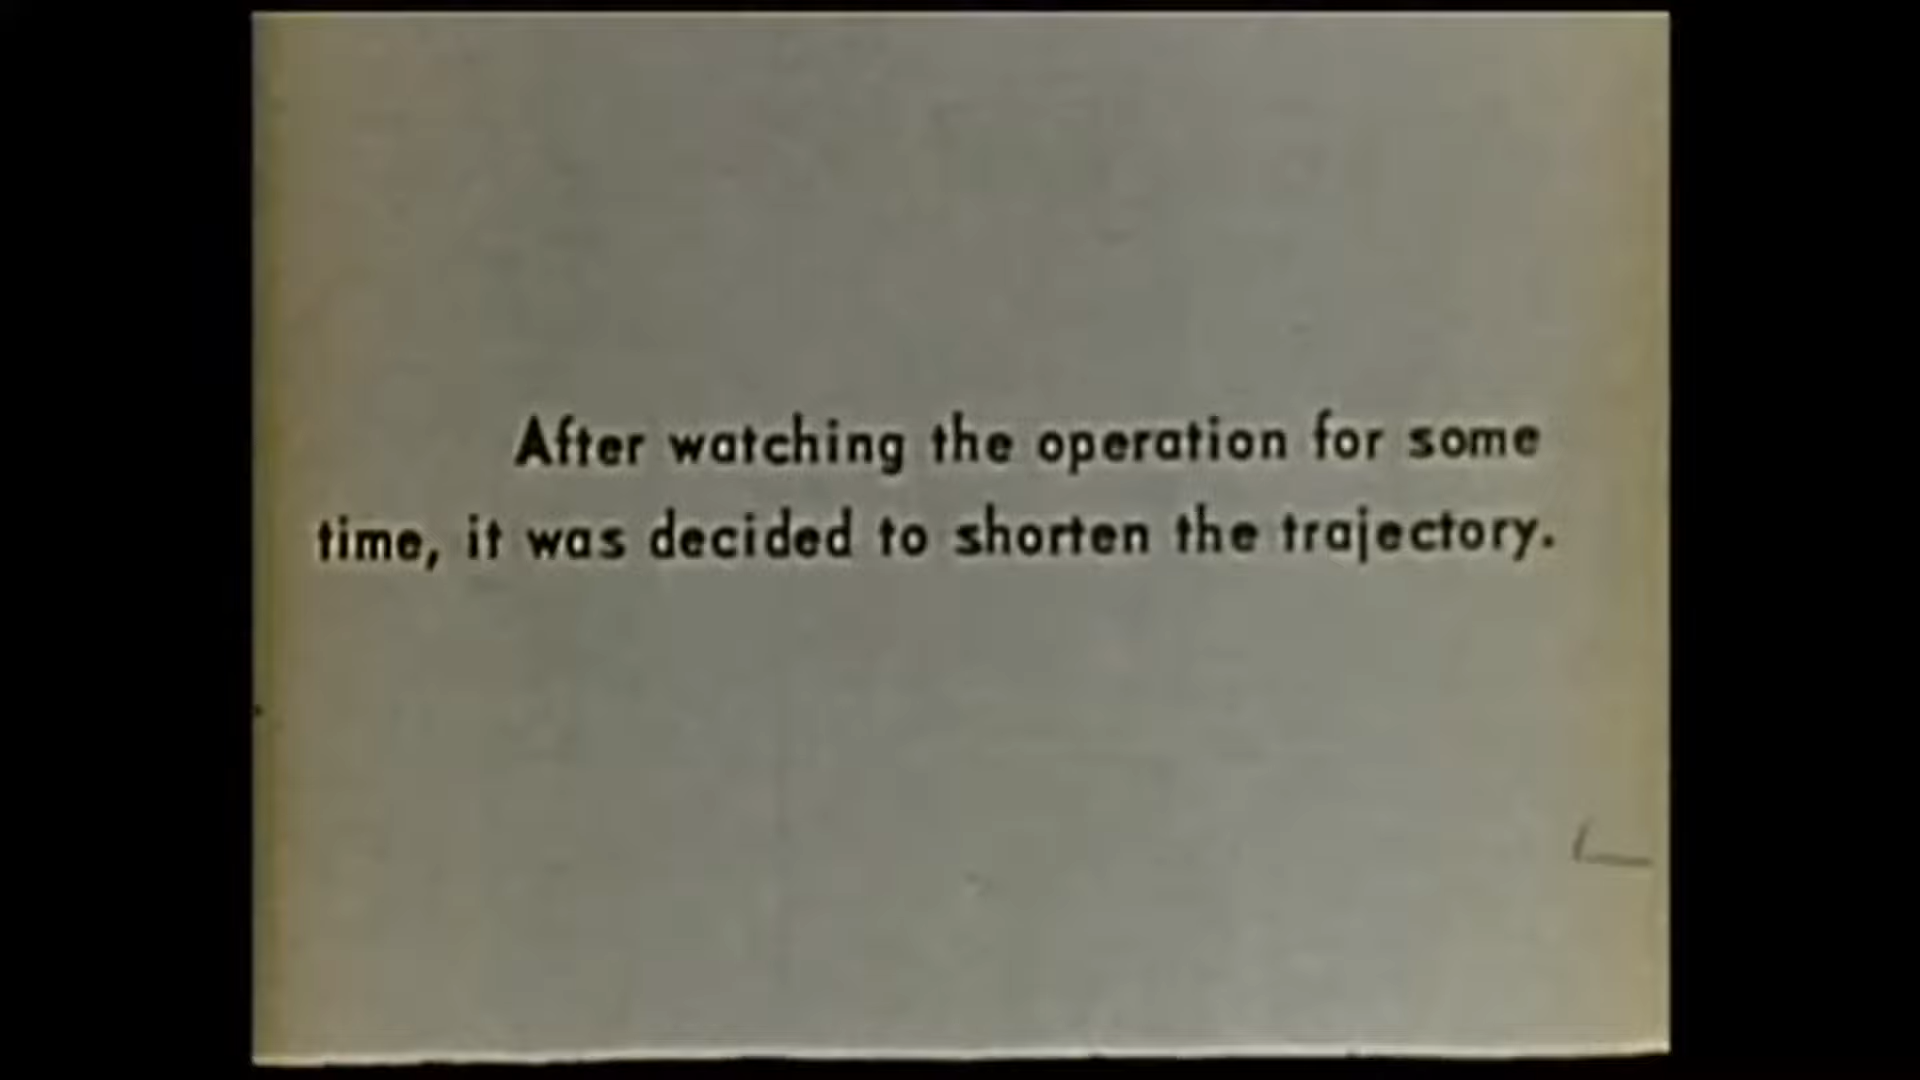 After watching the operation for some
time, it was decided to shorten the trajectory.